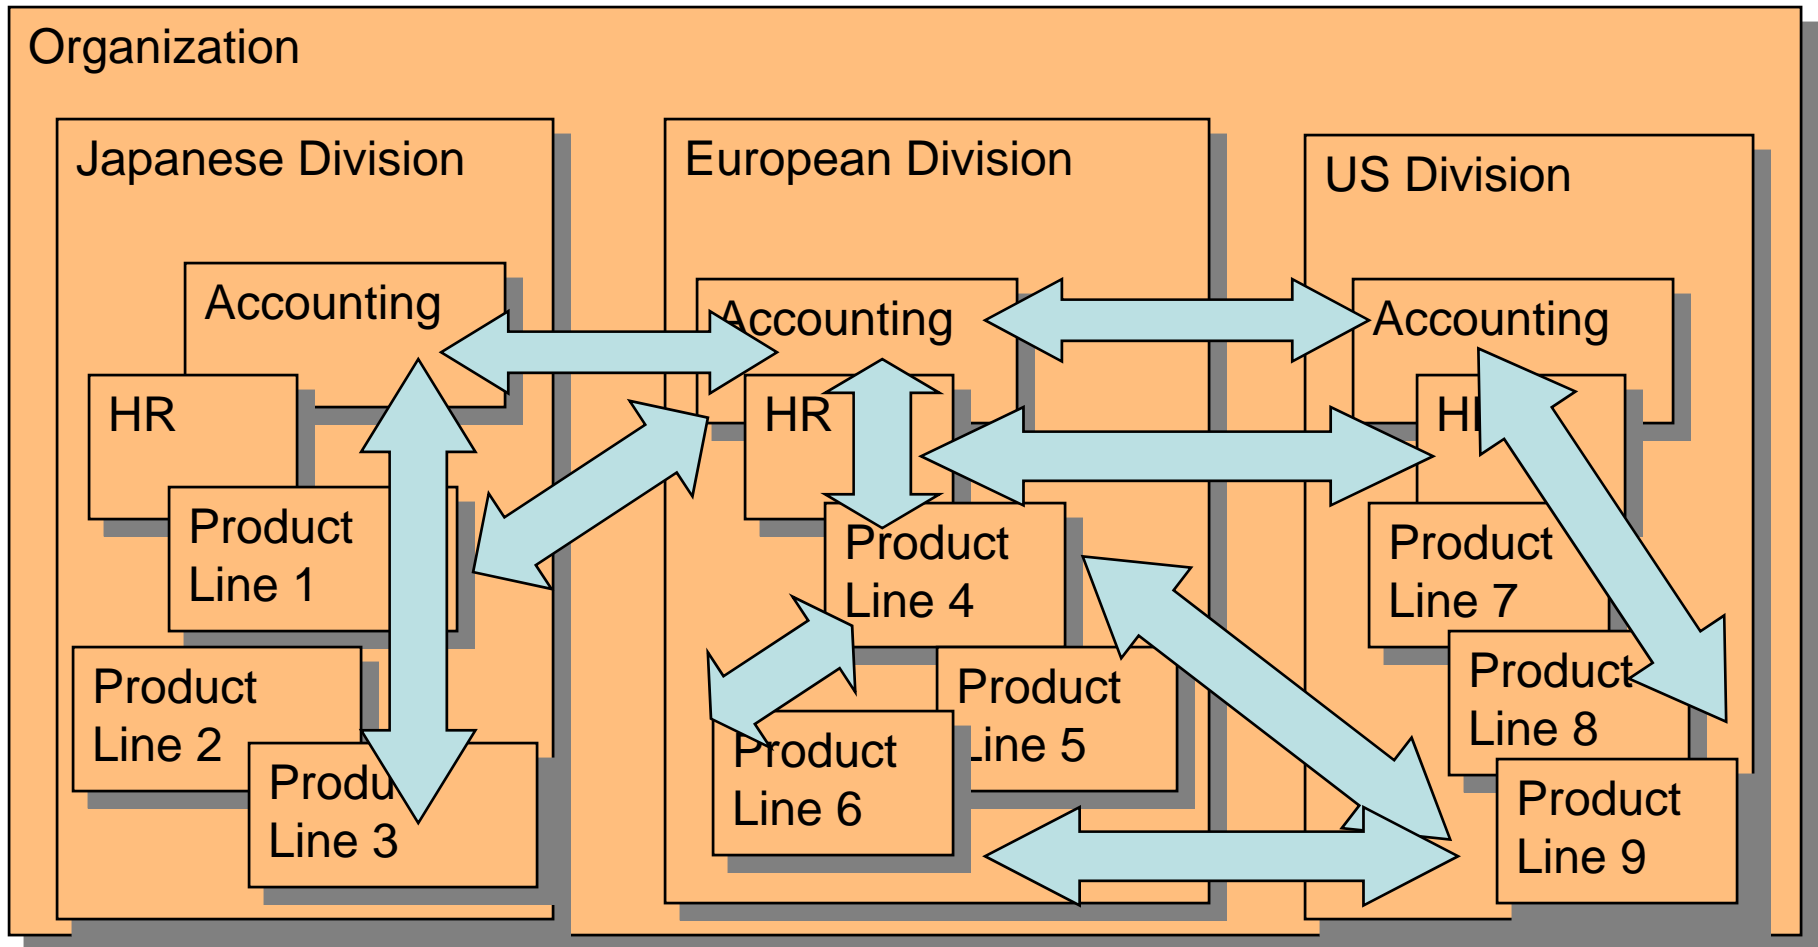 Organization
Japanese Division
Accounting
HR
Product
Line 1
Product
Line 2
Produ
Line 3
European Division
Accounting
HR
Product
Line 4
Product
Line 5
Product
Line 6
US Division
Accounting
HR
Product
Line 7
Product
Line 8
Product
Line 9